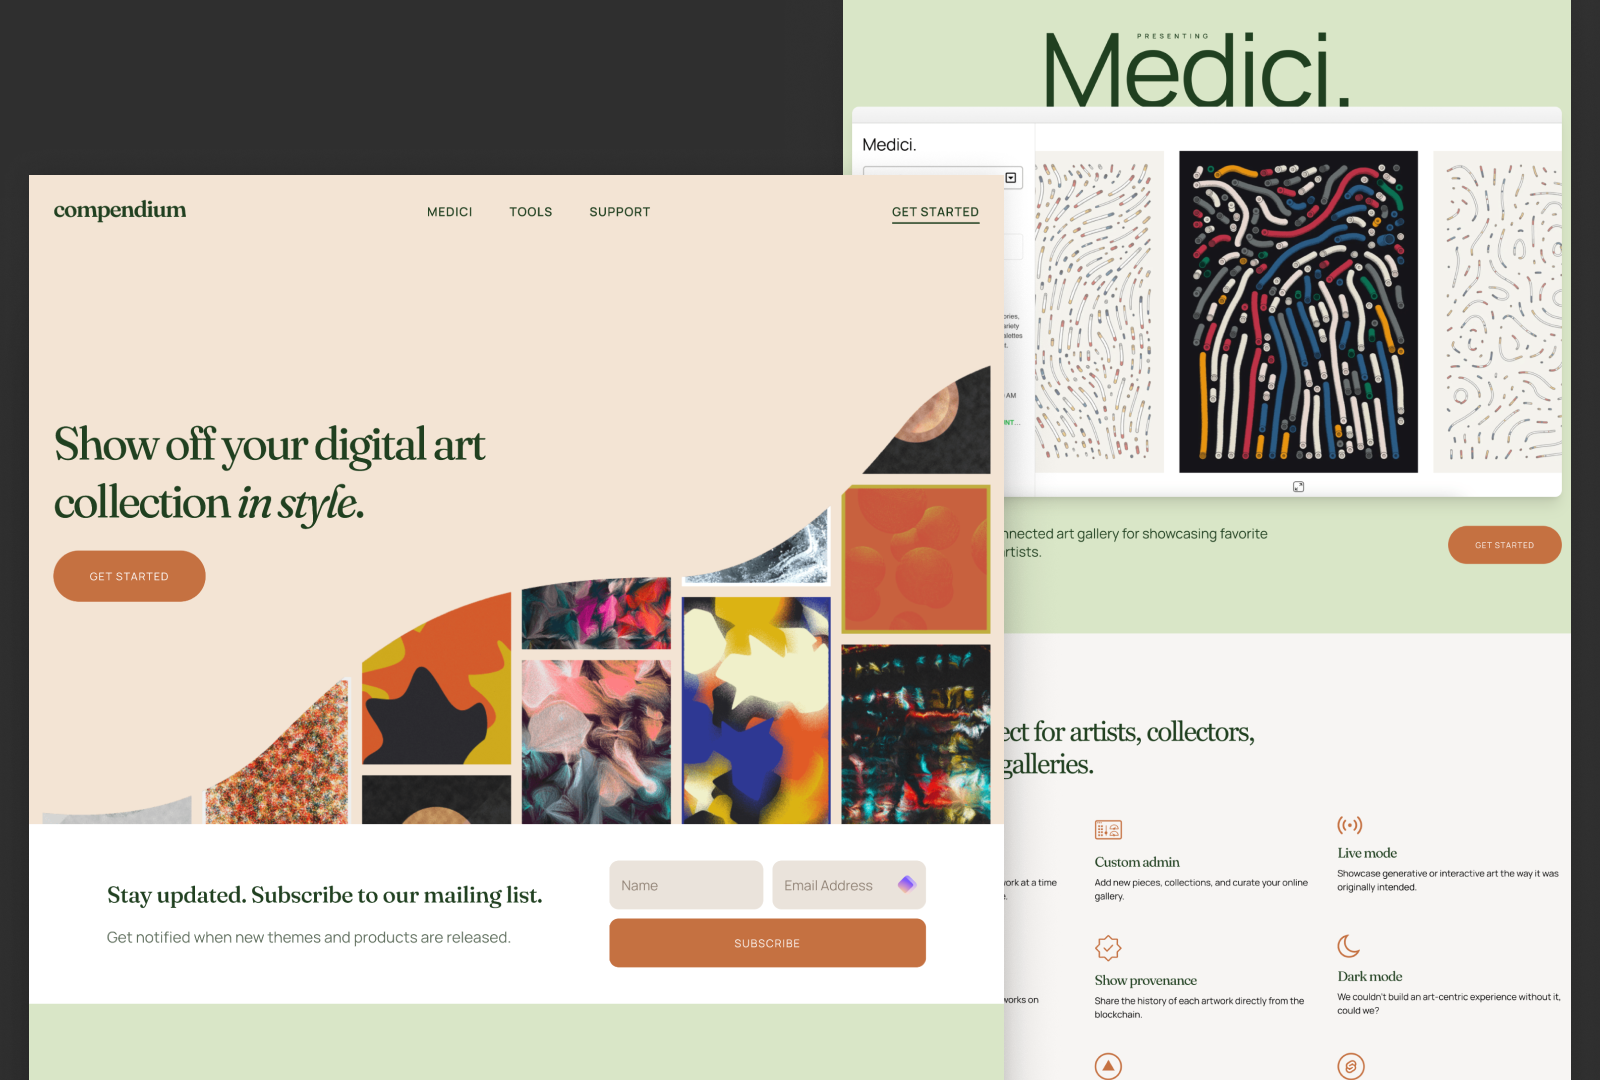 PRESENTING
Medici.
Medici.
ories,
ariety
alettes
t.
AM
NT...
nnected art gallery for showcasing favorite
artists.
GET STARTED
ect for artists, collectors,
galleries.
work at a time
e.
Custom admin
Add new pieces, collections, and curate your online
gallery.
Live mode
Showcase generative or interactive art the way it was
originally intended.
works on
Show provenance
Share the history of each artwork directly from the
blockchain.
Dark mode
We couldn't build an art-centric experience without it,
could we?
compendium
MEDICI
TOOLS
SUPPORT
GET STARTED
Show off your digital art
collection in style.
GET STARTED
Stay updated. Subscribe to our mailing list.
Get notified when new themes and products are released.
Name
Email Address
SUBSCRIBE